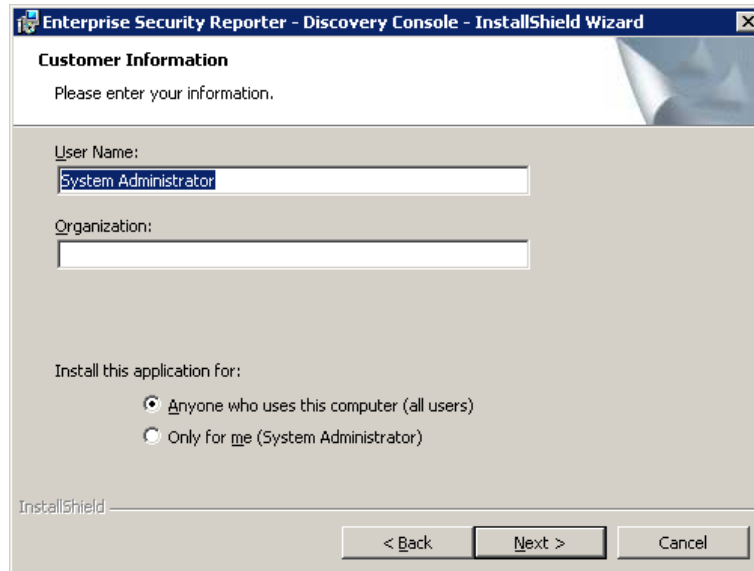 Enterprise Security Reporter - Discovery Console - InstallShield Wizard
Customer Information
Please enter your information.
User Name:
System Administrator
Organization:
Install this application for:
Anyone who uses this computer (all users)
Only for me (System Administrator)
InstallShield
< Back
Next >
Cancel